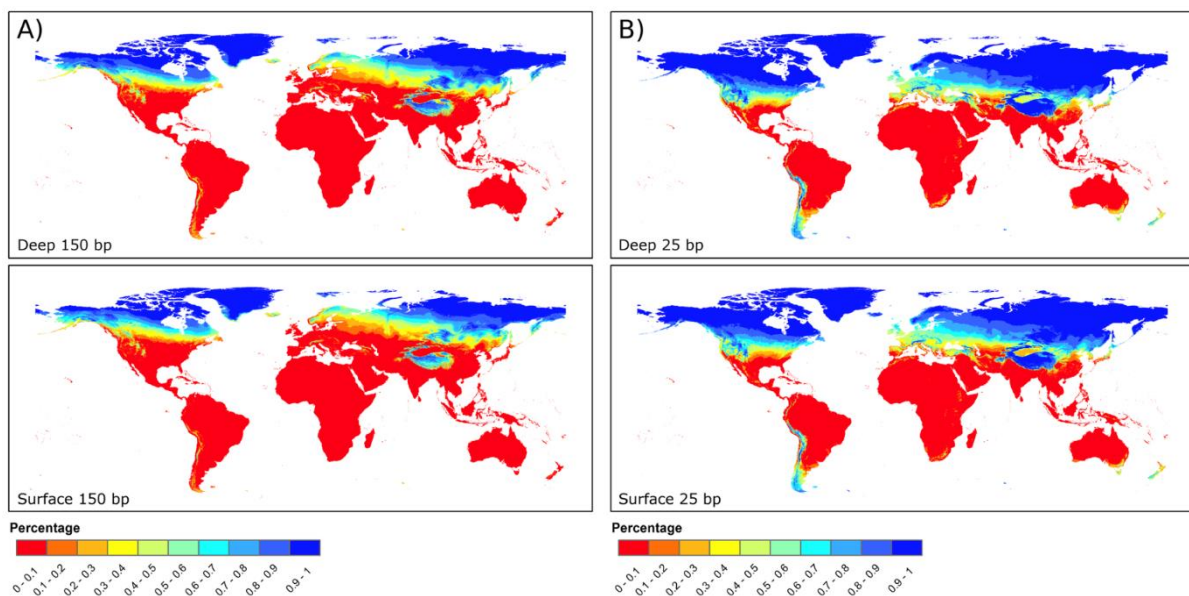 A)
Deep 150 bp
Surface 150 bp
Percentage
0 - 0.1
0.1 - 0.2
0.2 - 0.3
0.3 - 0.4
0.4 - 0.5
0.5 - 0.6
0.6 - 0.7
0.7 - 0.8
0.8 - 0.9
0.9 - 1
B)
Deep 25 bp
Surface 25 bp
Percentage
0 - 0.1
0.1 - 0.2
0.2 - 0.3
0.3 - 0.4
0.4 - 0.5
0.5 - 0.6
0.6 - 0.7
0.7 - 0.8
0.8 - 0.9
0.9 - 1